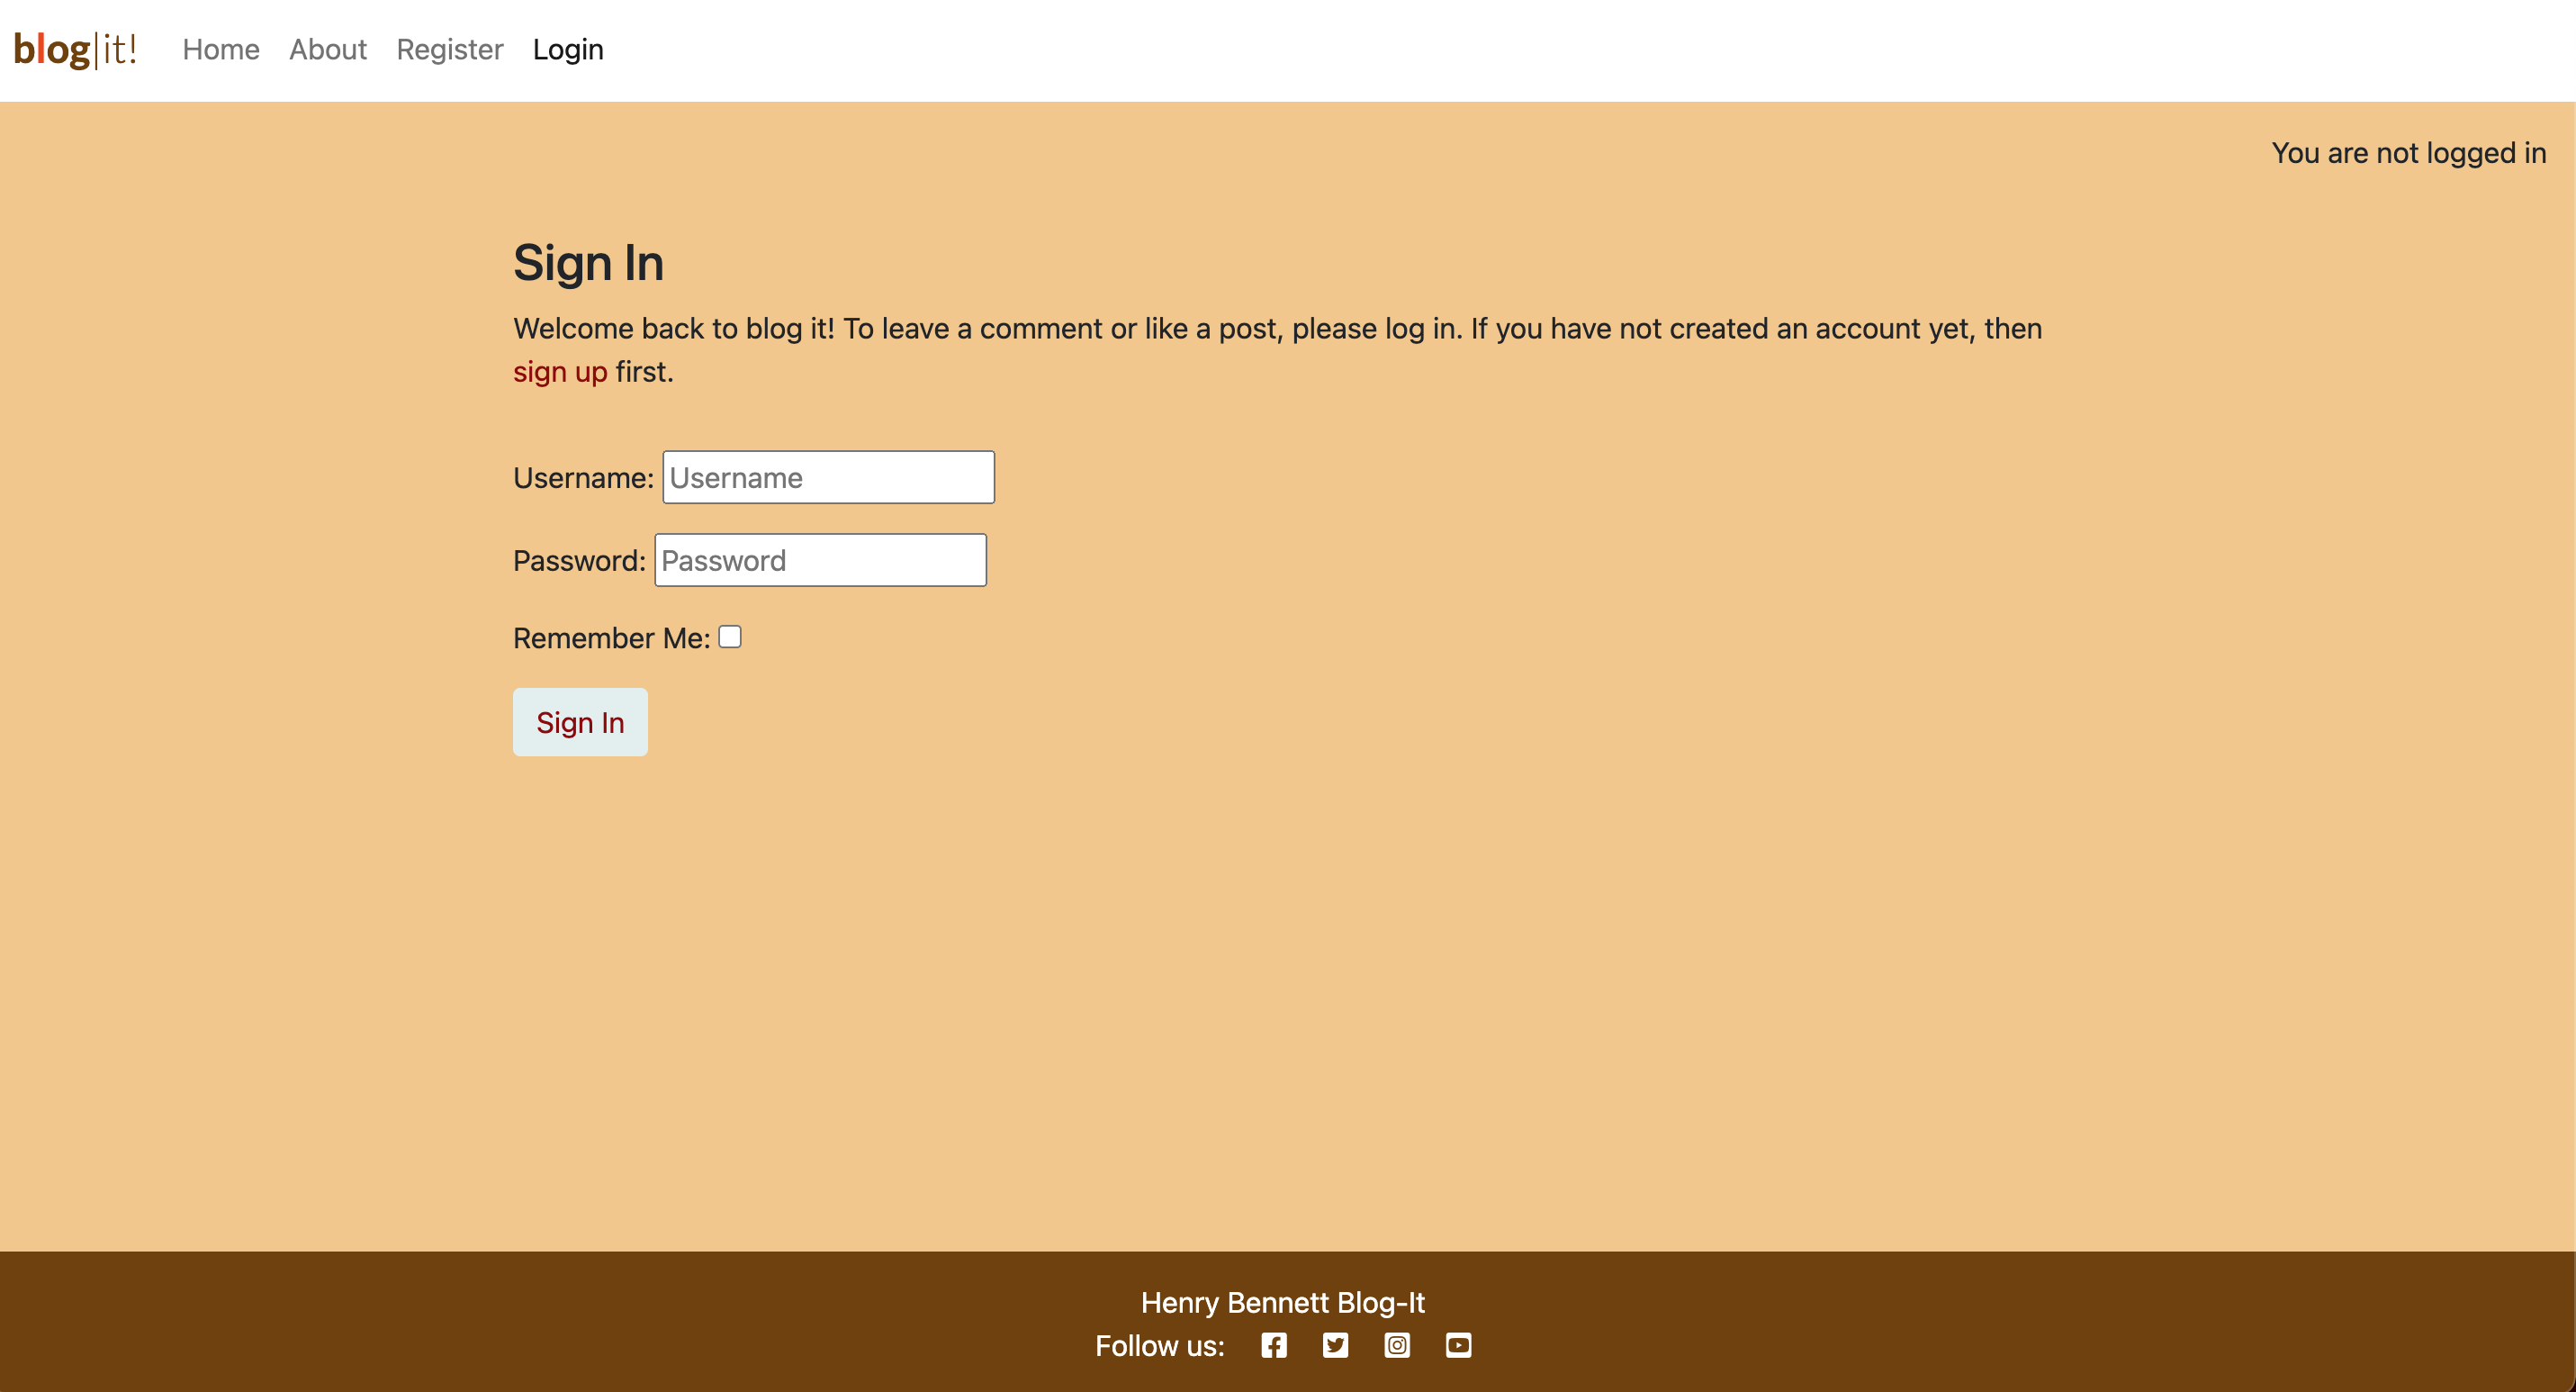 blog|it! Home About Register Login
You are not logged in
Sign In
Welcome back to blog it! To leave a comment or like a post, please log in. If you have not created an account yet, then
sign up first.
Username: Username
Password: Password
Remember Me:
Sign In
Henry Bennett Blog-It
Follow us: